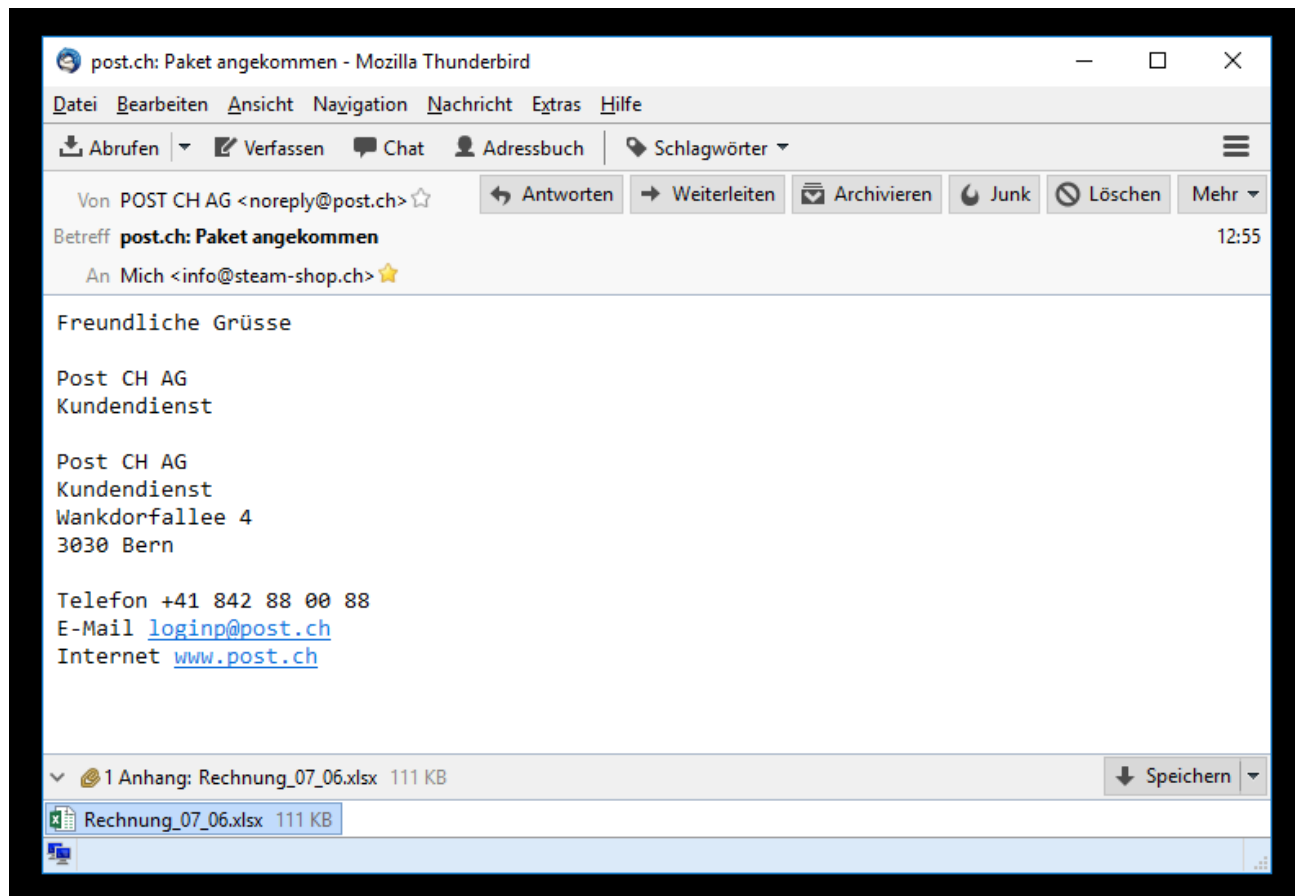 post.ch: Paket angekommen - Mozilla Thunderbird
Datei Bearbeiten Ansicht Navigation Nachricht Extras Hilfe
Abrufen Verfassen Chat Adressbuch Schlagwörter
Von POST CH AG <noreply@post.ch> Antworten Weiterleiten Archivieren Junk Löschen Mehr
Betreff post.ch: Paket angekommen 12:55
An Mich <info@steam-shop.ch>
Freundliche Grüsse
Post CH AG
Kundendienst
Post CH AG
Kundendienst
Wankdorfallee 4
3030 Bern
Telefon +41 842 88 00 88
E-Mail loginp@post.ch
Internet www.post.ch
1 Anhang: Rechnung_07_06.xlsx 111 KB Speichern
Rechnung_07_06.xlsx 111 KB